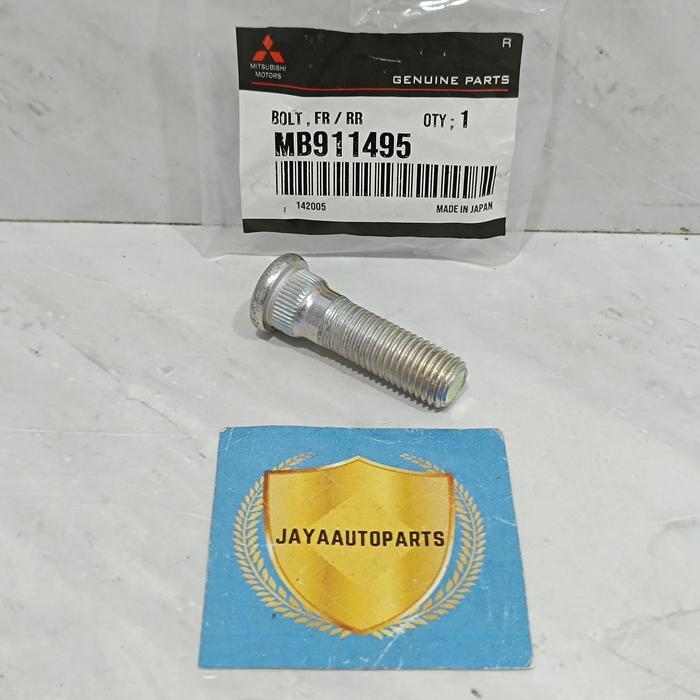 R
MITSUBISHI
MOTORS
GENUINE PARTS
BOLT , FR / RR QTY ; 1
MB911495
142005 MADE IN JAPAN
JAYAAUTOPARTS